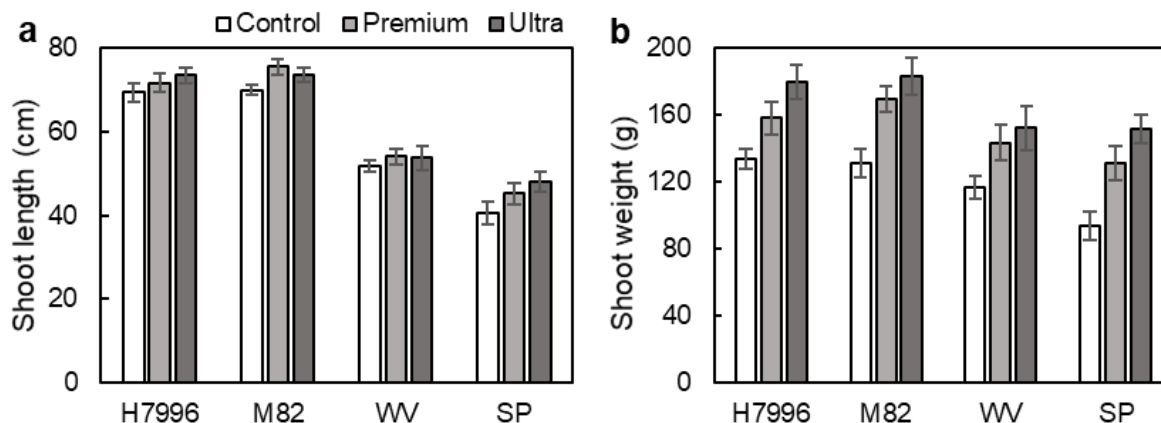 a
Control Premium Ultra
Shoot length (cm)
80
60
40
20
0
H7996 M82 WV SP
b
Shoot weight (g)
200
160
120
80
40
0
H7996 M82 WV SP